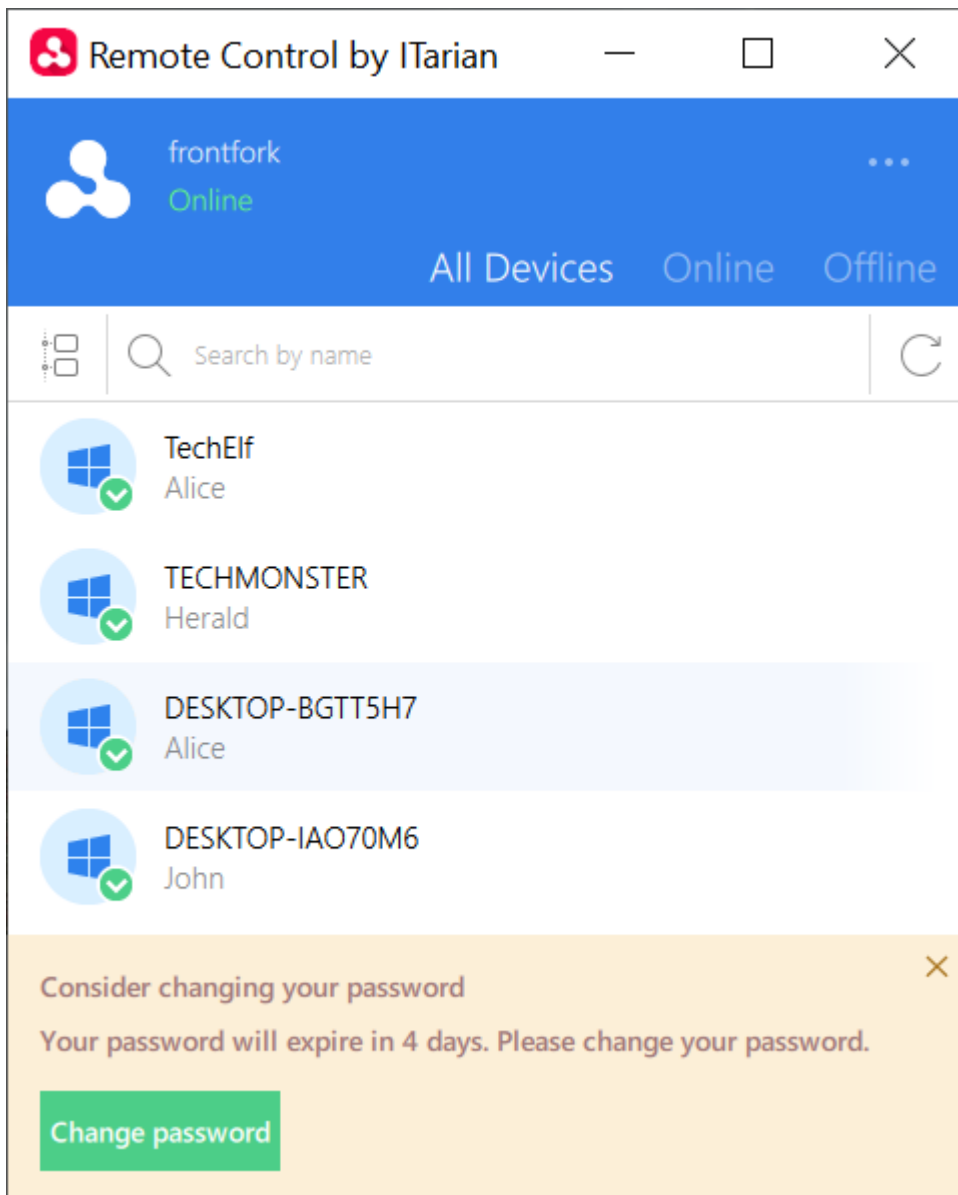 Remote Control by ITarian
frontfork
Online
All Devices Online Offline
Search by name
TechElf
Alice
TECHMONSTER
Herald
DESKTOP-BGTT5H7
Alice
DESKTOP-IAO70M6
John
Consider changing your password
Your password will expire in 4 days. Please change your password.
Change password